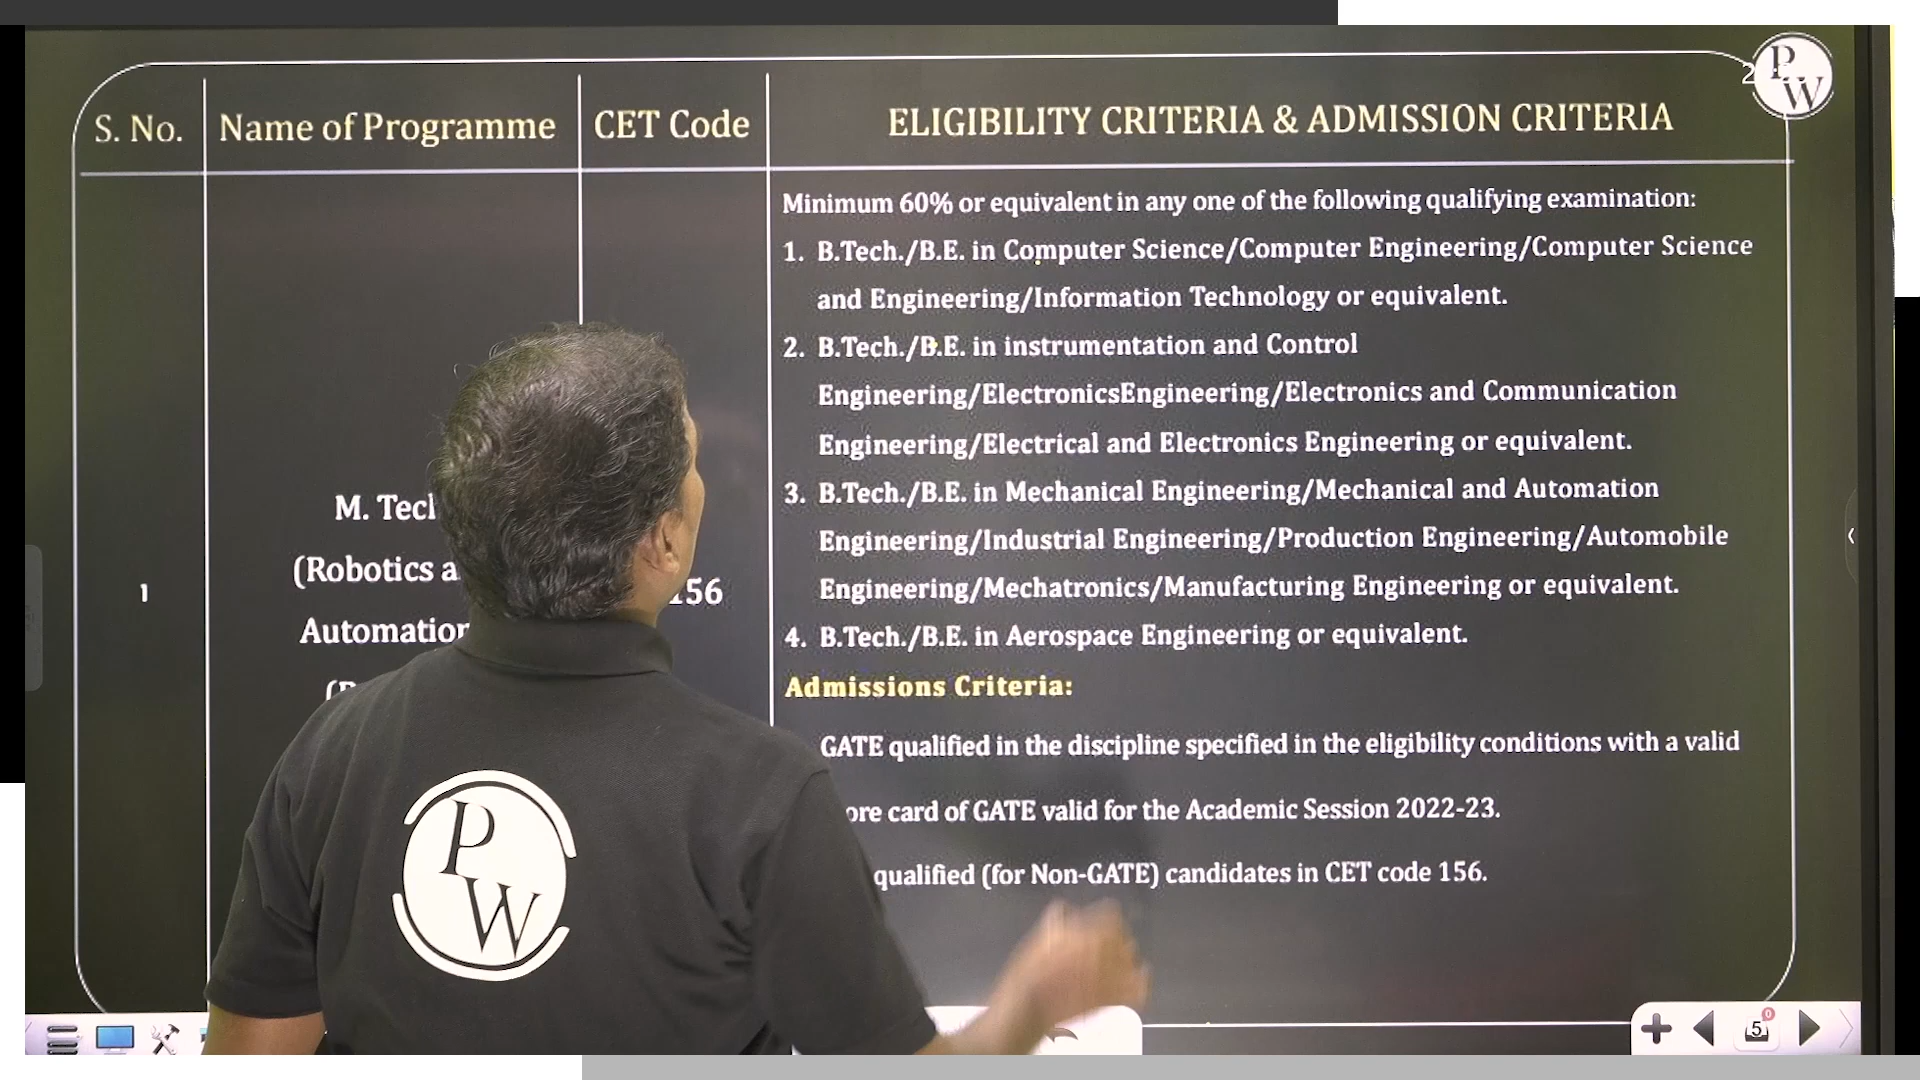 S. No.
Name of Programme
CET Code
ELIGIBILITY CRITERIA & ADMISSION CRITERIA
1
M. Tech
(Robotics
Automation
156
Minimum 60% or equivalent in any one of the following qualifying examination:
1. B.Tech./B.E. in Computer Science/Computer Engineering/Computer Science
and Engineering/Information Technology or equivalent.
2. B.Tech./B.E. in instrumentation and Control
Engineering/ElectronicsEngineering/Electronics and Communication
Engineering/Electrical and Electronics Engineering or equivalent.
3. B.Tech./B.E. in Mechanical Engineering/Mechanical and Automation
Engineering/Industrial Engineering/Production Engineering/Automobile
Engineering/Mechatronics/Manufacturing Engineering or equivalent.
4. B.Tech./B.E. in Aerospace Engineering or equivalent.
Admissions Criteria:
GATE qualified in the discipline specified in the eligibility conditions with a valid
card of GATE valid for the Academic Session 2022-23.
qualified (for Non-GATE) candidates in CET code 156.
PW
PW
5
0